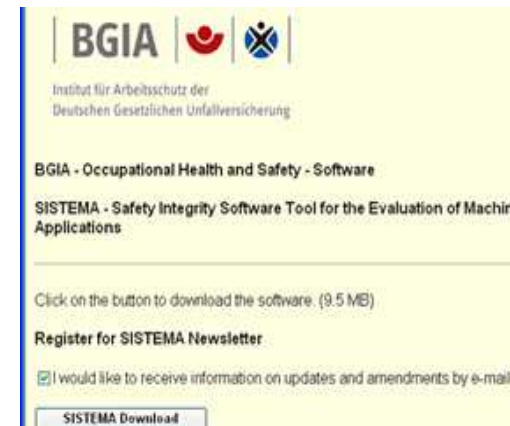 BGIA
Institut für Arbeitsschutz der
Deutschen Gesetzlichen Unfallversicherung
BGIA - Occupational Health and Safety - Software
SISTEMA - Safety Integrity Software Tool for the Evaluation of Machin
Applications
Click on the button to download the software. (9.5 MB)
Register for SISTEMA Newsletter
I would like to receive information on updates and amendments by e-mail
SISTEMA Download